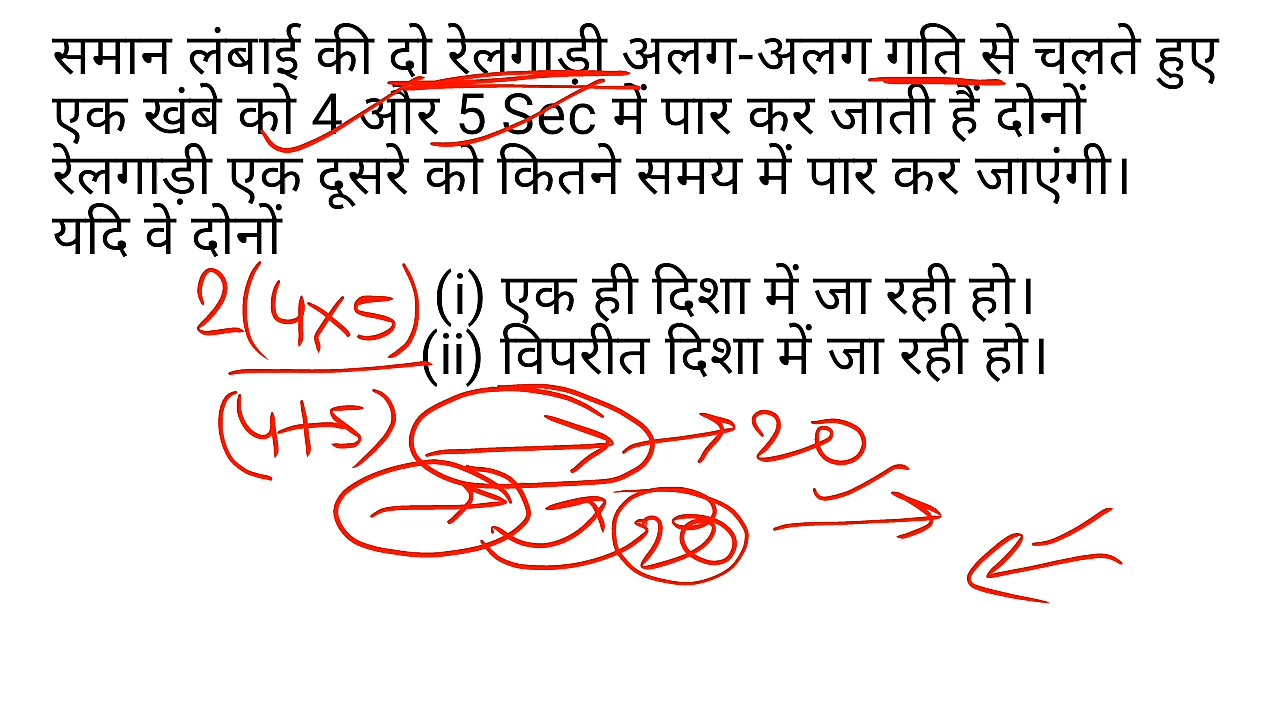 समान लंबाई की दो रेलगाड़ी अलग-अलग गति से चलते हुए
एक खंबे को 4 और 5 Sec में पार कर जाती हैं दोनों
रेलगाड़ी एक दूसरे को कितने समय में पार कर जाएंगी।
यदि वे दोनों
(i) एक ही दिशा में जा रही हो।
2(4×5)
(ii) विपरीत दिशा में जा रही हो।
(4+5)
20
20